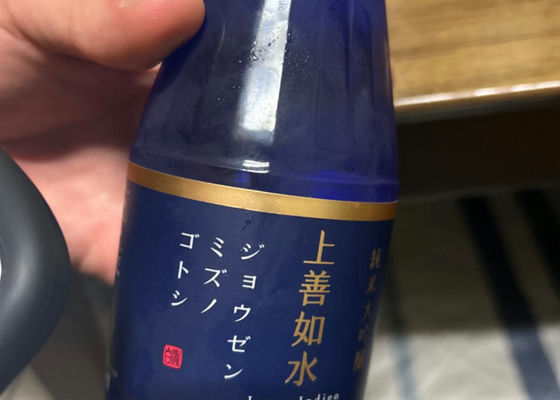 純米大吟醸
上善如水
ジョウゼン
ミズノ
ゴトシ